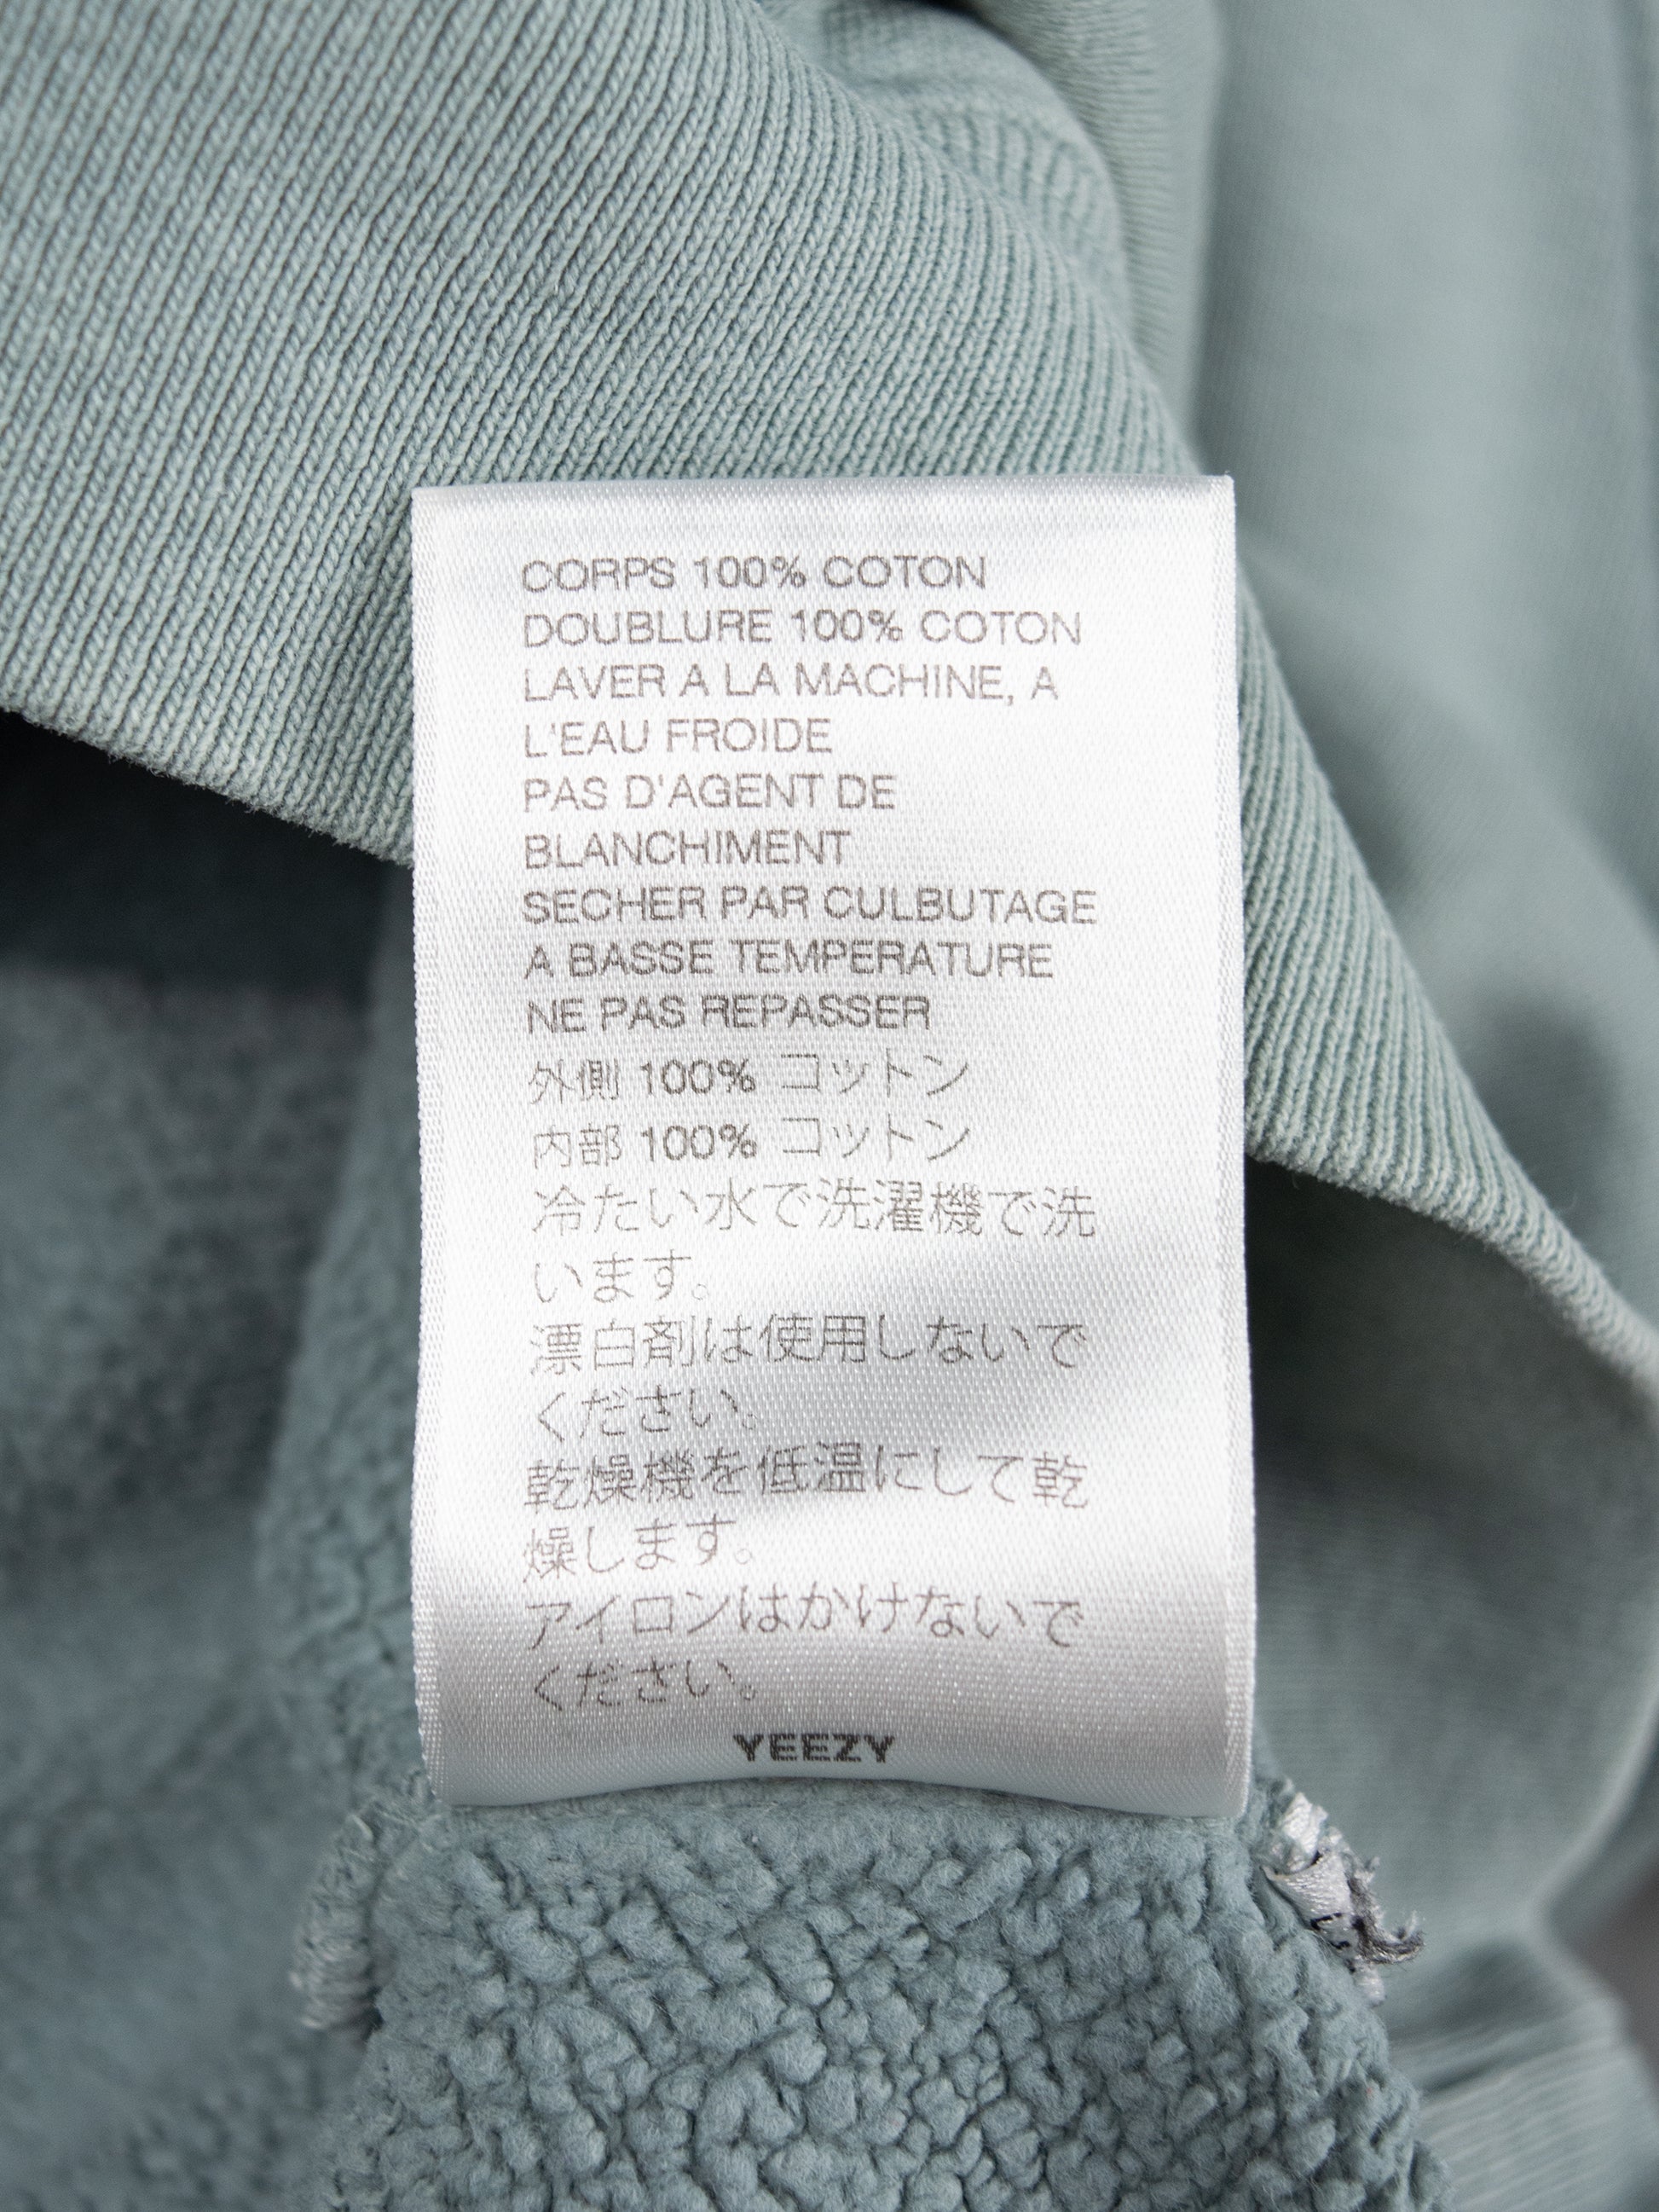 CORPS 100% COTON
DOUBLURE 100% COTON
LAVER A LA MACHINE, A
L'EAU FROIDE
PAS D'AGENT DE
BLANCHIMENT
SECHER PAR CULBUTAGE
A BASSE TEMPERATURE
NE PAS REPASSER
外側 100% コットン
内部 100% コットン
冷たい水で洗濯機で洗
います。
漂白剤は使用しないで
ください。
乾燥機を低温にして乾
燥します。
アイロンはかけないで
ください。
YEEZY